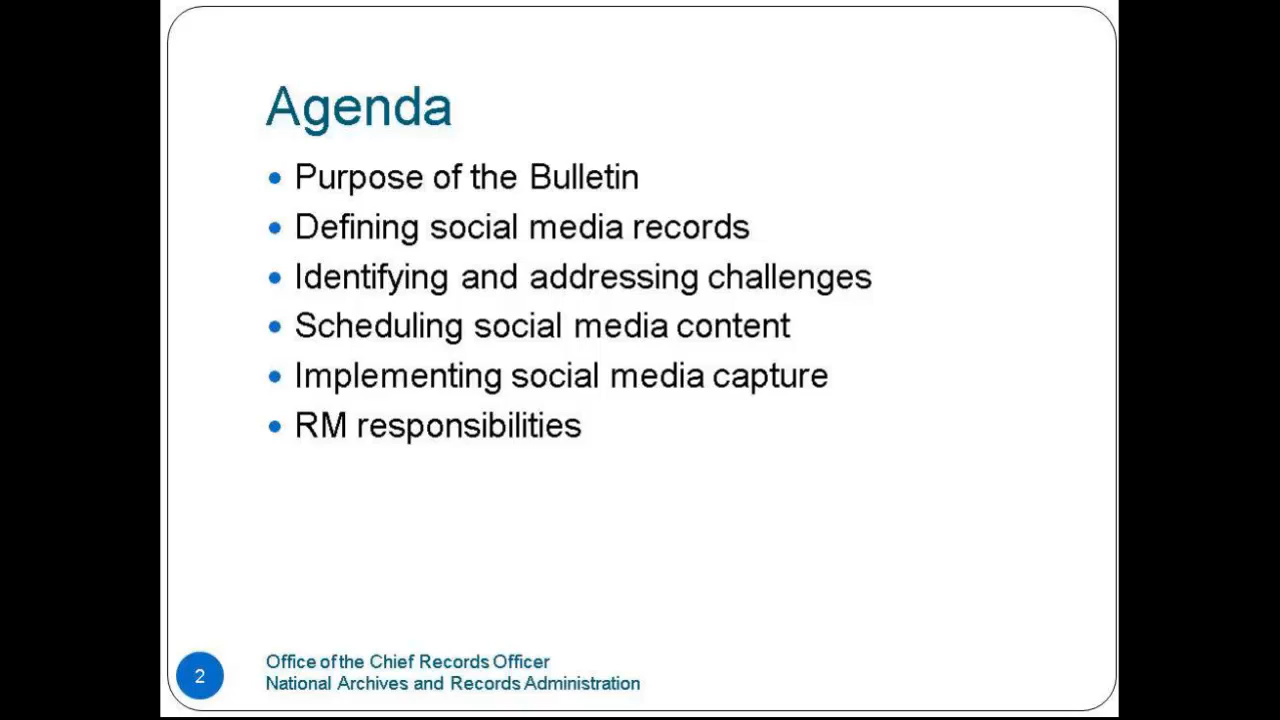 Agenda
• Purpose of the Bulletin
• Defining social media records
• Identifying and addressing challenges
• Scheduling social media content
• Implementing social media capture
• RM responsibilities
2
Office of the Chief Records Officer
National Archives and Records Administration